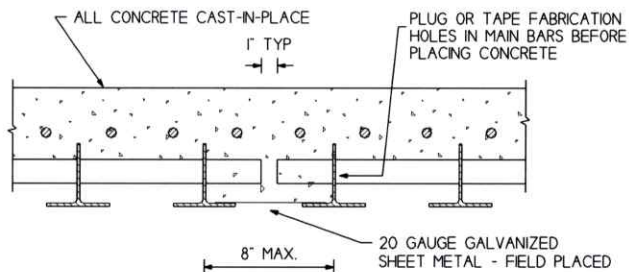 ALL CONCRETE CAST-IN-PLACE
1" TYP
PLUG OR TAPE FABRICATION
HOLES IN MAIN BARS BEFORE
PLACING CONCRETE
8" MAX.
20 GAUGE GALVANIZED
SHEET METAL - FIELD PLACED